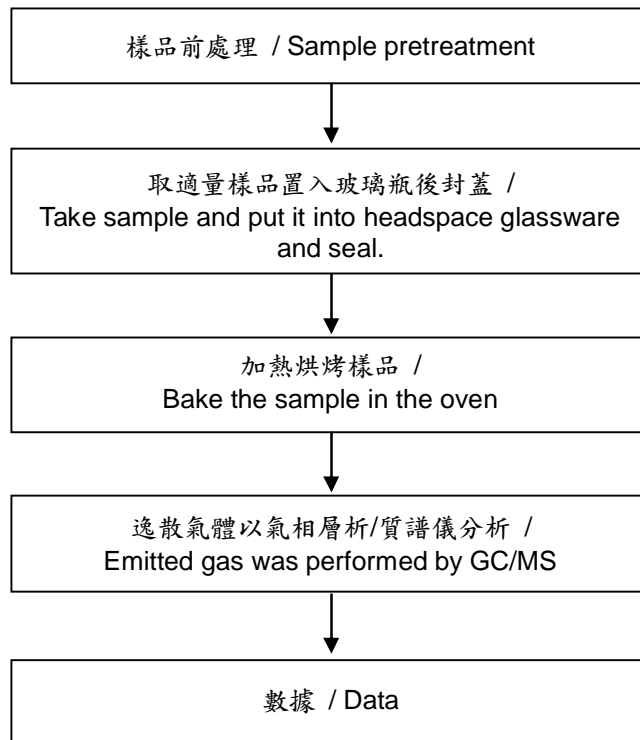 樣品前處理 / Sample pretreatment
取適量樣品置入玻璃瓶後封蓋 /
Take sample and put it into headspace glassware
and seal.
加熱烘烤樣品 /
Bake the sample in the oven
逸散氣體以氣相層析/質譜儀分析 /
Emitted gas was performed by GC/MS
數據 / Data